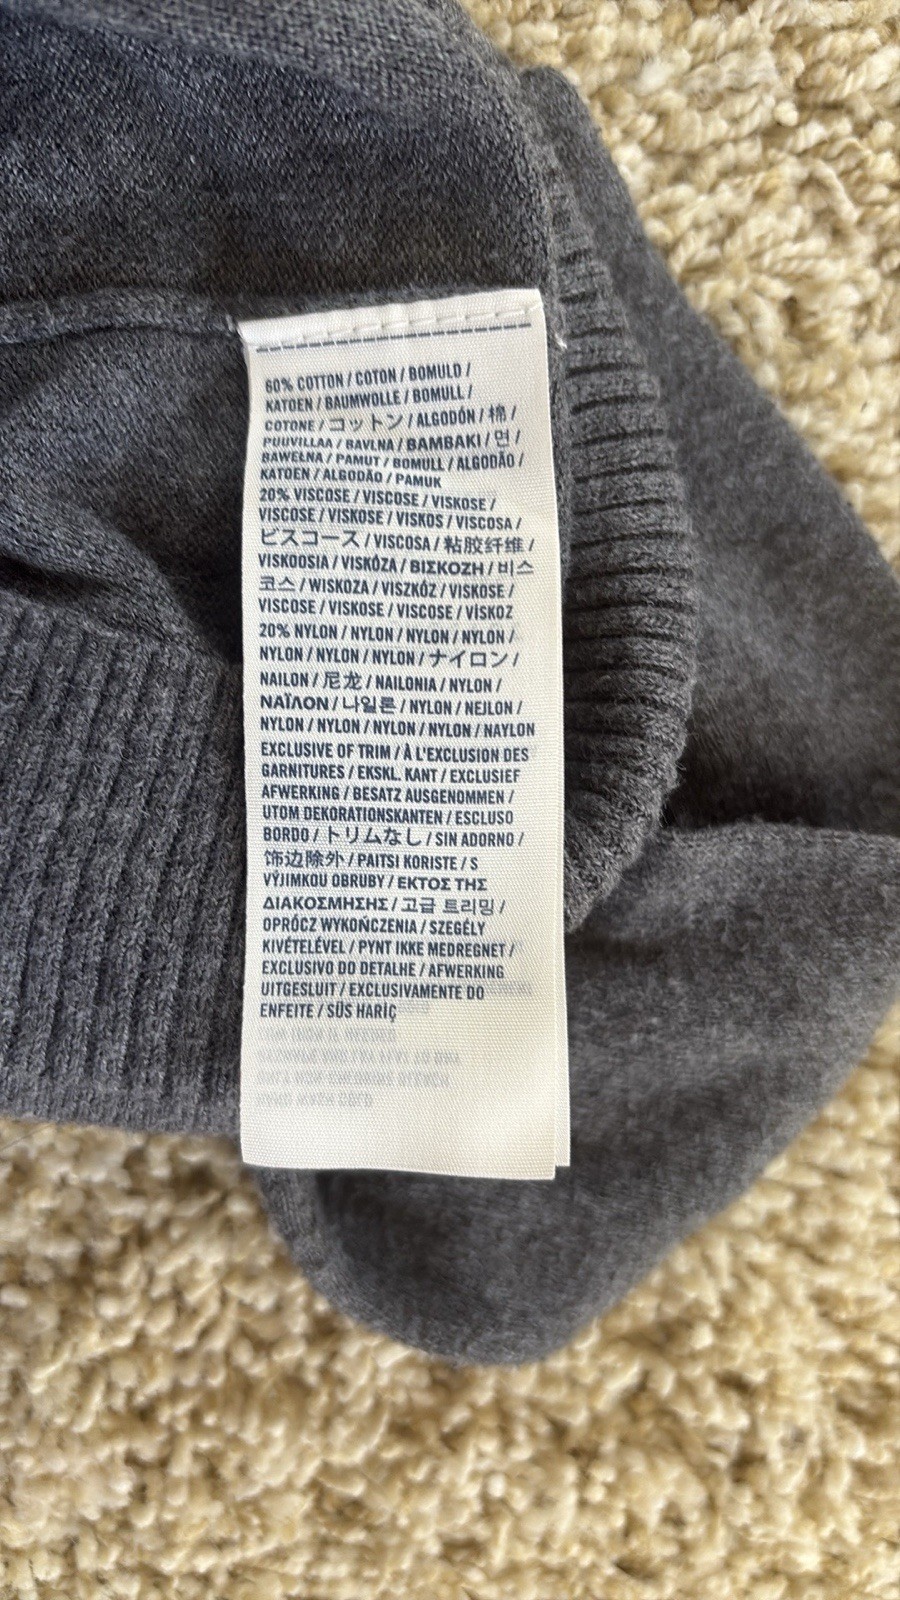 60% COTTON / COTON / BOMULD /
KATOEN / BAUMWOLLE / BOMULL /
COTONE / コットン / ALGODÓN / 棉 /
PUUVILLAA / BAVLNA / BAMBAKI / 면 /
BAWEŁNA / PAMUT / BOMULL / ALGODÃO /
KATOEN / ALGODÃO / PAMUK
20% VISCOSE / VISCOSE / VISKOSE /
VISCOSE / VISKOSE / VISKOS / VISCOSA /
ビスコース / VISCOSA / 粘胶纤维 /
VISKOOSIA / VISKÓZA / ΒΙΣΚΟΖΗ / 비스
코스 / WISKOZA / VISZKÓZ / VISKOSE /
VISCOSE / VISKOSE / VISCOSE / VİSKOZ
20% NYLON / NYLON / NYLON / NYLON /
NYLON / NYLON / NYLON / ナイロン /
NAILON / 尼龙 / NAILONIA / NYLON /
ΝΑΪΛΟΝ / 나일론 / NYLON / NEJLON /
NYLON / NYLON / NYLON / NYLON / NAYLON
EXCLUSIVE OF TRIM / À L'EXCLUSION DES
GARNITURES / EKSKL. KANT / EXCLUSIEF
AFWERKING / BESATZ AUSGENOMMEN /
UTOM DEKORATIONSKANTEN / ESCLUSO
BORDO / トリムなし / SIN ADORNO /
饰边除外 / PAITSI KORISTE / S
VÝJIMKOU OBRUBY / ΕΚΤΟΣ ΤΗΣ
ΔΙΑΚΟΣΜΗΣΗΣ / 고급 트리밍 /
OPRÓCZ WYKOŃCZENIA / SZEGÉLY
KIVÉTELÉVEL / PYNT IKKE MEDREGNET /
EXCLUSIVO DO DETALHE / AFWERKING
UITGESLUIT / EXCLUSIVAMENTE DO
ENFEITE / SÜS HARİÇ